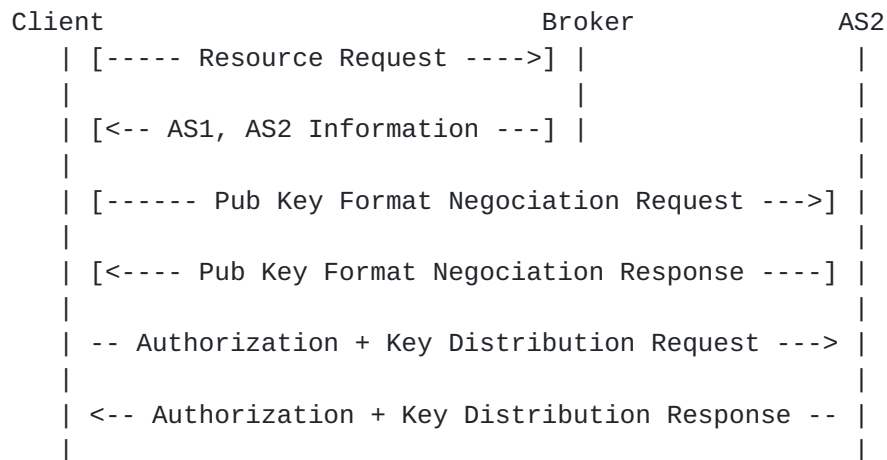 Client                            Broker             AS2
   | [----- Resource Request ---->] |                  |
   |                                |                  |
   | [<-- AS1, AS2 Information ---] |                  |
   |                                                   |
   | [------ Pub Key Format Negociation Request --->] |
   |                                                   |
   | [<---- Pub Key Format Negociation Response ----] |
   |                                                   |
   | -- Authorization + Key Distribution Request ---> |
   |                                                   |
   | <-- Authorization + Key Distribution Response -- |
   |                                                   |